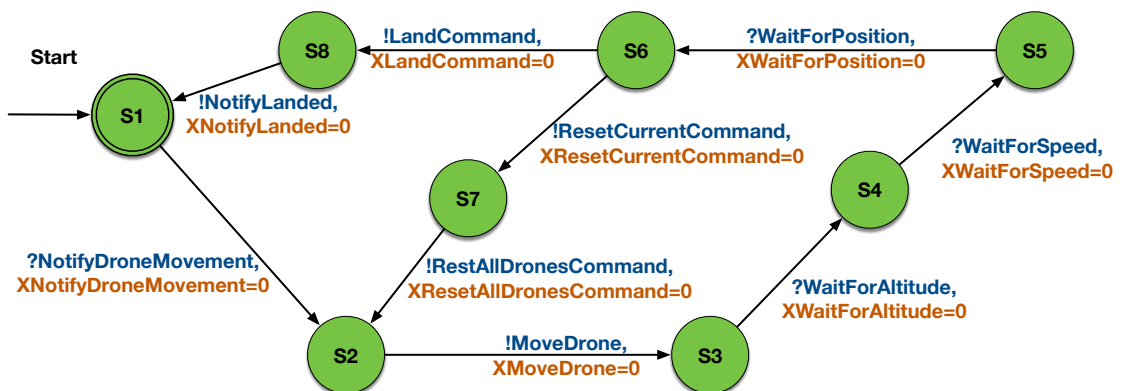 Start
S1
S8
!LandCommand,
XLandCommand=0
S6
?WaitForPosition,
XWaitForPosition=0
S5
!NotifyLanded,
XNotifyLanded=0
!ResetCurrentCommand,
XResetCurrentCommand=0
?WaitForSpeed,
XWaitForSpeed=0
S7
S4
?NotifyDroneMovement,
XNotifyDroneMovement=0
!RestAllDronesCommand,
XResetAllDronesCommand=0
?WaitForAltitude,
XWaitForAltitude=0
S2
!MoveDrone,
XMoveDrone=0
S3